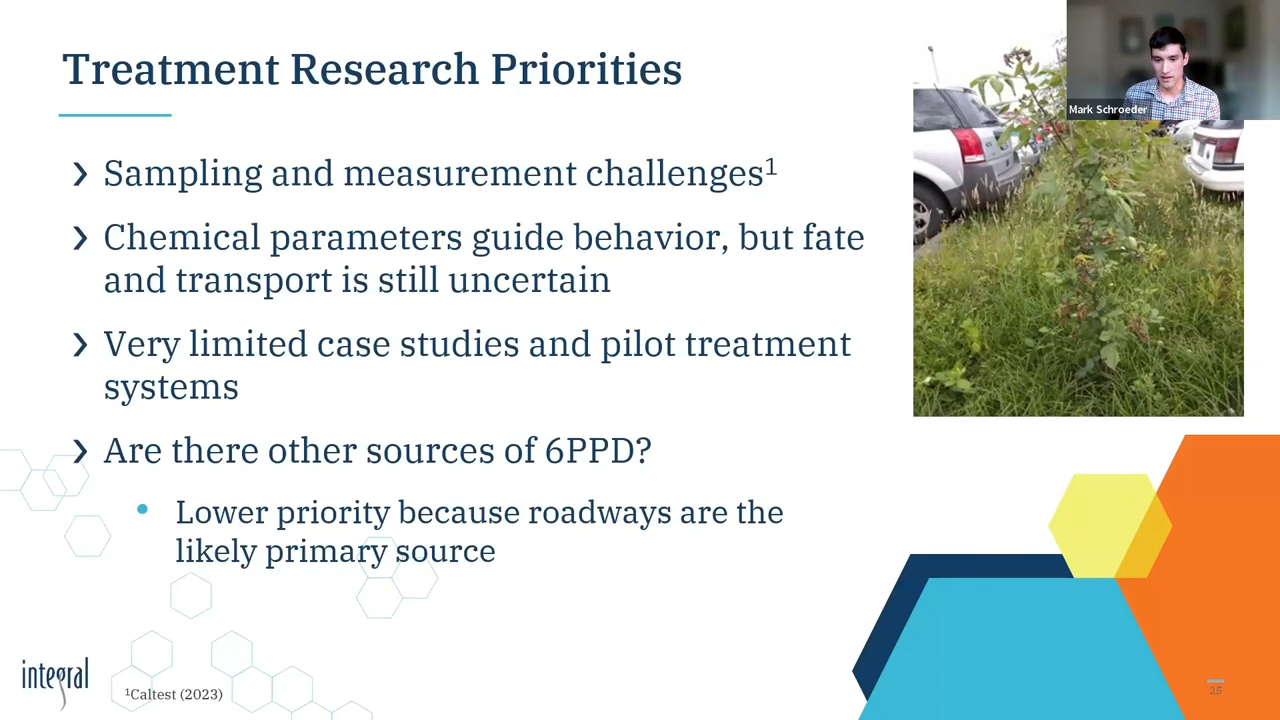 Treatment Research Priorities
Mark Schroeder
› Sampling and measurement challenges¹
› Chemical parameters guide behavior, but fate
and transport is still uncertain
› Very limited case studies and pilot treatment
systems
› Are there other sources of 6PPD?
• Lower priority because roadways are the
likely primary source
integral
¹Caltest (2023)
25